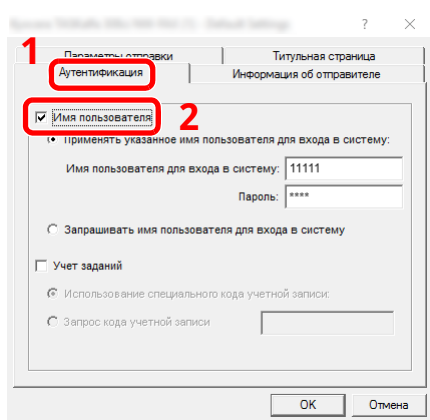 ? ×
1
Параметры отправки Титульная страница
Аутентификация Информация об отправителе
Имя пользователя 2
Применять указанное имя пользователя для входа в систему:
Имя пользователя для входа в систему: 11111
Пароль: ****
Запрашивать имя пользователя для входа в систему
Учет заданий
Использование специального кода учетной записи:
Запрос кода учетной записи
OK Отмена